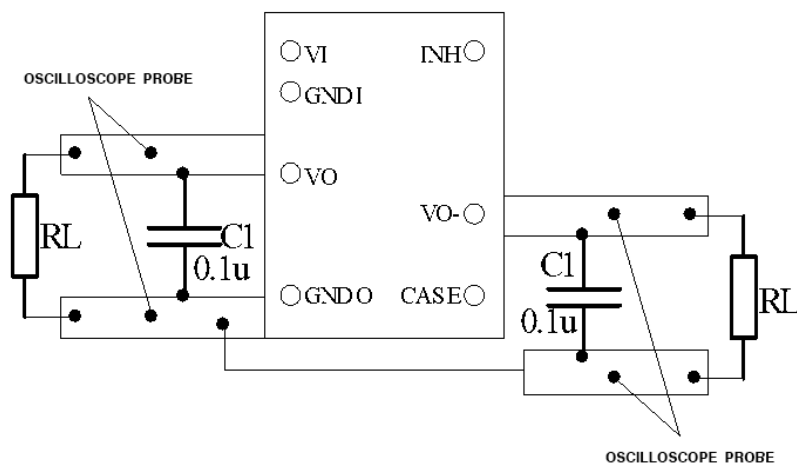 VI INH
OSCILLOSCOPE PROBE
GNDI
VO
VO-
RL C1
0.1u
C1
0.1u
RL
GNDO CASE
OSCILLOSCOPE PROBE